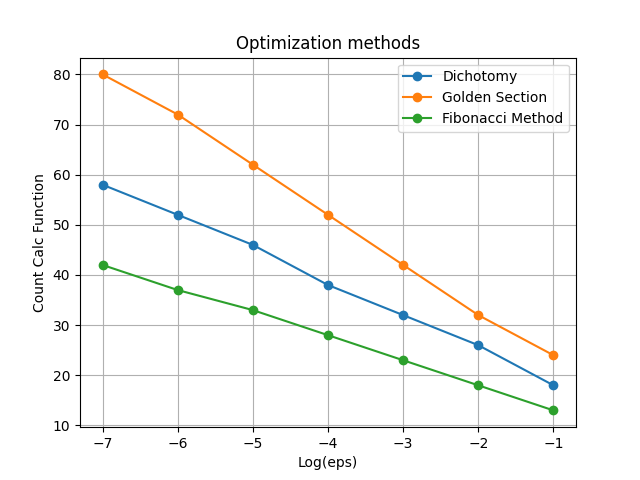 Optimization methods
Dichotomy
Golden Section
Fibonacci Method
Count Calc Function
80
70
60
50
40
30
20
10
−7 −6 −5 −4 −3 −2 −1
Log(eps)